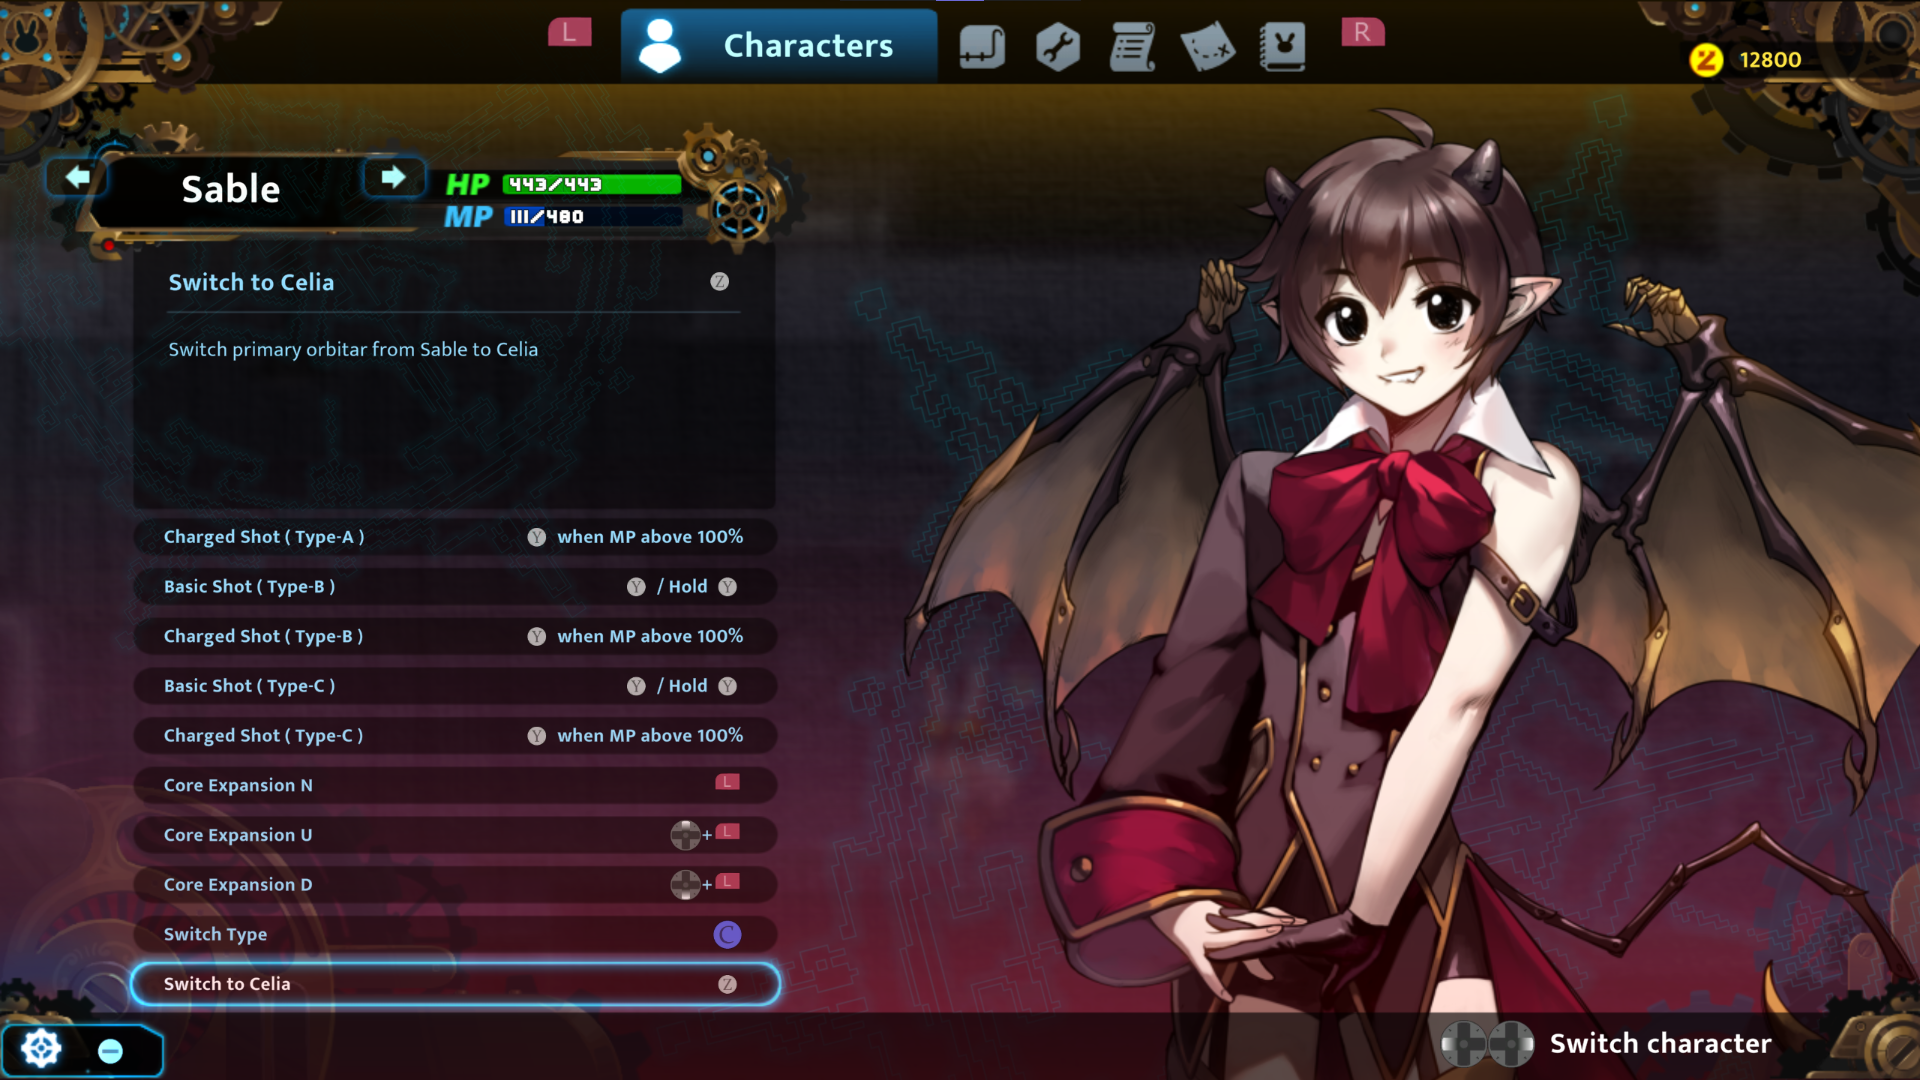 L
Characters
R
12800
Sable
HP 443/443
MP 111/480
Switch to Celia Z
Switch primary orbitar from Sable to Celia
Charged Shot ( Type-A ) Y when MP above 100%
Basic Shot ( Type-B ) Y / Hold Y
Charged Shot ( Type-B ) Y when MP above 100%
Basic Shot ( Type-C ) Y / Hold Y
Charged Shot ( Type-C ) Y when MP above 100%
Core Expansion N L
Core Expansion U + L
Core Expansion D + L
Switch Type C
Switch to Celia Z
Switch character